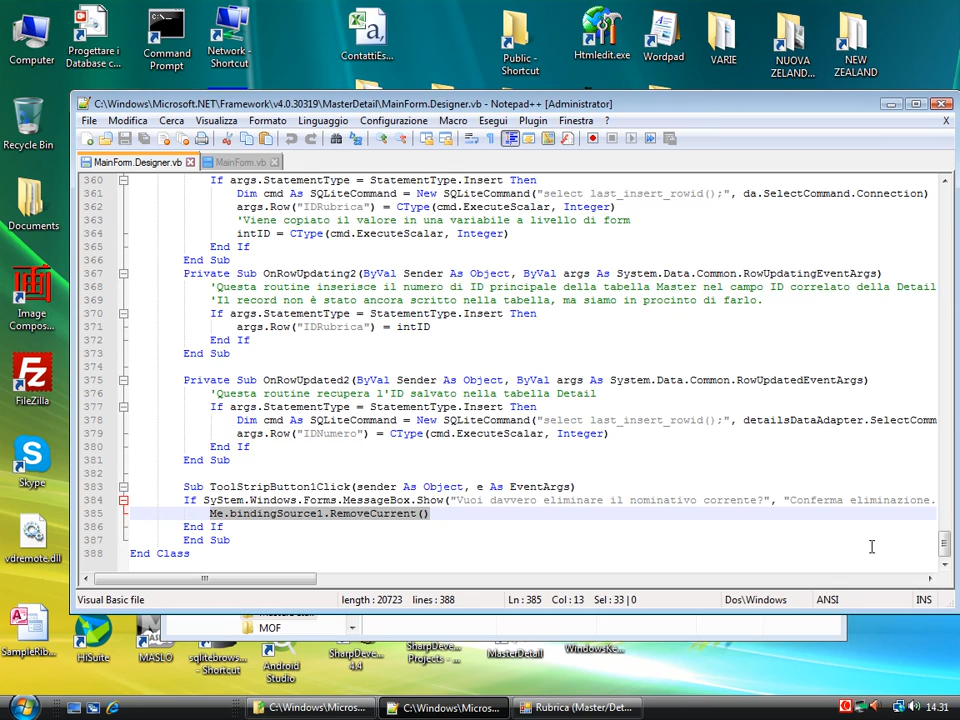 Computer
Progettare i
Database c...
Command
Prompt
Network -
Shortcut
ContattiEs...
Public -
Shortcut
Htmledit.exe
Wordpad
VARIE
NUOVA
ZELAND...
NEW
ZEALAND
Recycle Bin
Documents
Image
Compos...
FileZilla
Skype
vdremote.dll
SampleRib...
C:\Windows\Microsoft.NET\Framework\v4.0.30319\MasterDetail\MainForm.Designer.vb - Notepad++ [Administrator]
File Modifica Cerca Visualizza Formato Linguaggio Configurazione Macro Esegui Plugin Finestra ? X
MainForm.Designer.vb MainForm.vb
360 If args.StatementType = StatementType.Insert Then
361 Dim cmd As SQLiteCommand = New SQLiteCommand("select last_insert_rowid();", da.SelectCommand.Connection)
362 args.Row("IDRubrica") = CType(cmd.ExecuteScalar, Integer)
363 'Viene copiato il valore in una variabile a livello di form
364 intID = CType(cmd.ExecuteScalar, Integer)
365 End If
366 End Sub
367 Private Sub OnRowUpdating2(ByVal Sender As Object, ByVal args As System.Data.Common.RowUpdatingEventArgs)
368 'Questa routine inserisce il numero di ID principale della tabella Master nel campo ID correlato della Detail
369 'Il record non è stato ancora scritto nella tabella, ma siamo in procinto di farlo.
370 If args.StatementType = StatementType.Insert Then
371 args.Row("IDRubrica") = intID
372 End If
373 End Sub
374
375 Private Sub OnRowUpdated2(ByVal Sender As Object, ByVal args As System.Data.Common.RowUpdatedEventArgs)
376 'Questa routine recupera l'ID salvato nella tabella Detail
377 If args.StatementType = StatementType.Insert Then
378 Dim cmd As SQLiteCommand = New SQLiteCommand("select last_insert_rowid();", detailsDataAdapter.SelectComm
379 args.Row("IDNumero") = CType(cmd.ExecuteScalar, Integer)
380 End If
381 End Sub
382
383 Sub ToolStripButton1Click(sender As Object, e As EventArgs)
384 If SyStem.Windows.Forms.MessageBox.Show("Vuoi davvero eliminare il nominativo corrente?", "Conferma eliminazione.
385 Me.bindingSource1.RemoveCurrent()
386 End If
387 End Sub
388 End Class
Visual Basic file length : 20723 lines : 388 Ln : 385 Col : 13 Sel : 33 | 0 Dos\Windows ANSI INS
MOF
HiSuite
MASLO
sqlitebrows...
- Shortcut
Android
Studio
SharpDeve...
4.4
SharpDeve...
Projects - ...
MasterDetail
WindowsKe...
C:\Windows\Micros...
C:\Windows\Micros...
Rubrica (Master/Det...
14.31